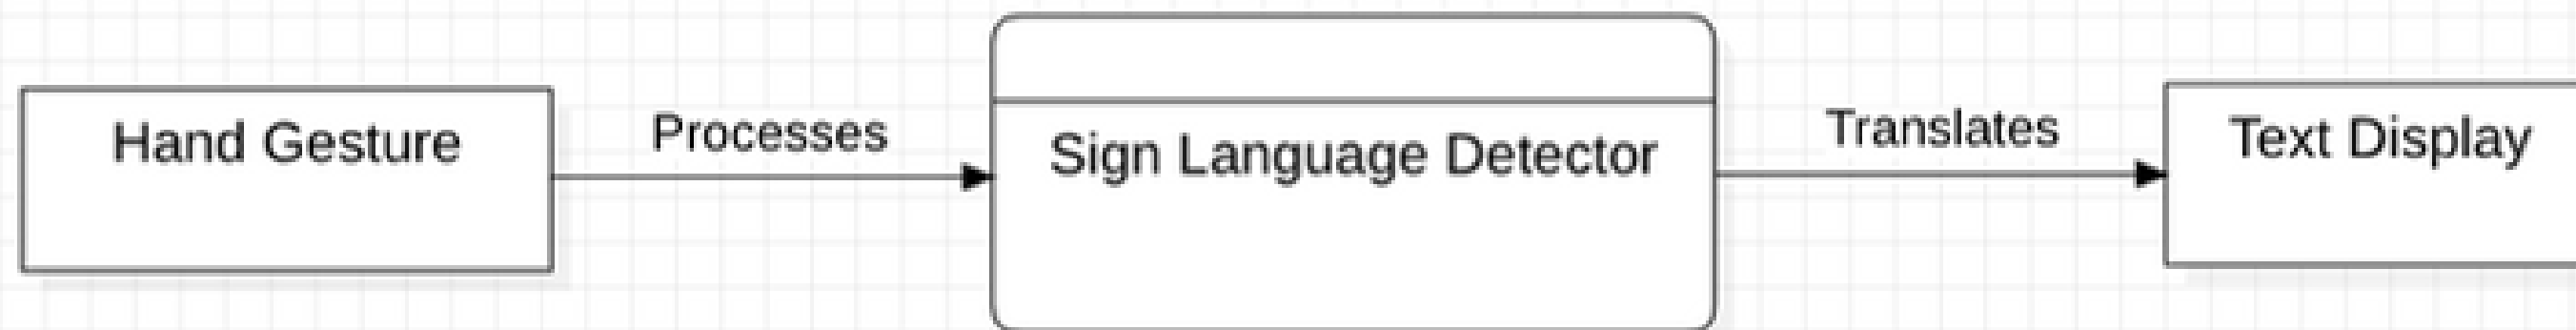 Hand Gesture
Processes
Sign Language Detector
Translates
Text Display